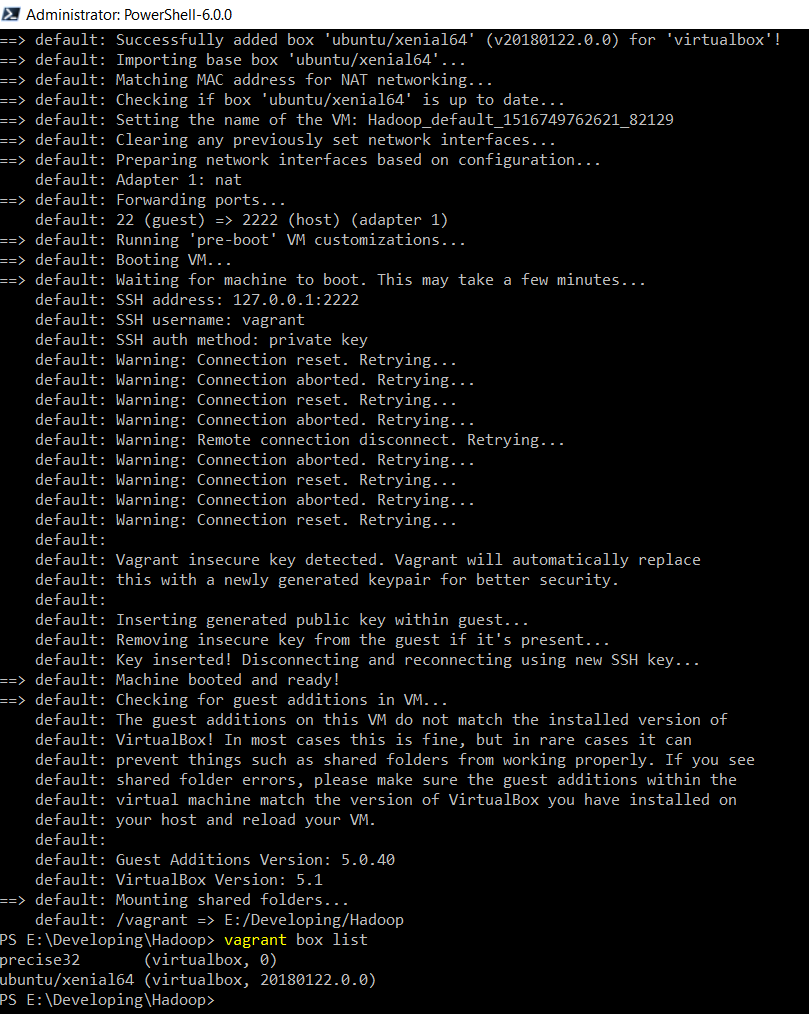 Administrator: PowerShell-6.0.0
==> default: Successfully added box 'ubuntu/xenial64' (v20180122.0.0) for 'virtualbox'!
==> default: Importing base box 'ubuntu/xenial64'...
==> default: Matching MAC address for NAT networking...
==> default: Checking if box 'ubuntu/xenial64' is up to date...
==> default: Setting the name of the VM: Hadoop_default_1516749762621_82129
==> default: Clearing any previously set network interfaces...
==> default: Preparing network interfaces based on configuration...
    default: Adapter 1: nat
==> default: Forwarding ports...
    default: 22 (guest) => 2222 (host) (adapter 1)
==> default: Running 'pre-boot' VM customizations...
==> default: Booting VM...
==> default: Waiting for machine to boot. This may take a few minutes...
    default: SSH address: 127.0.0.1:2222
    default: SSH username: vagrant
    default: SSH auth method: private key
    default: Warning: Connection reset. Retrying...
    default: Warning: Connection aborted. Retrying...
    default: Warning: Connection reset. Retrying...
    default: Warning: Connection aborted. Retrying...
    default: Warning: Remote connection disconnect. Retrying...
    default: Warning: Connection aborted. Retrying...
    default: Warning: Connection reset. Retrying...
    default: Warning: Connection aborted. Retrying...
    default: Warning: Connection reset. Retrying...
    default:
    default: Vagrant insecure key detected. Vagrant will automatically replace
    default: this with a newly generated keypair for better security.
    default:
    default: Inserting generated public key within guest...
    default: Removing insecure key from the guest if it's present...
    default: Key inserted! Disconnecting and reconnecting using new SSH key...
==> default: Machine booted and ready!
==> default: Checking for guest additions in VM...
    default: The guest additions on this VM do not match the installed version of
    default: VirtualBox! In most cases this is fine, but in rare cases it can
    default: prevent things such as shared folders from working properly. If you see
    default: shared folder errors, please make sure the guest additions within the
    default: virtual machine match the version of VirtualBox you have installed on
    default: your host and reload your VM.
    default:
    default: Guest Additions Version: 5.0.40
    default: VirtualBox Version: 5.1
==> default: Mounting shared folders...
    default: /vagrant => E:/Developing/Hadoop
PS E:\Developing\Hadoop> vagrant box list
precise32       (virtualbox, 0)
ubuntu/xenial64 (virtualbox, 20180122.0.0)
PS E:\Developing\Hadoop>